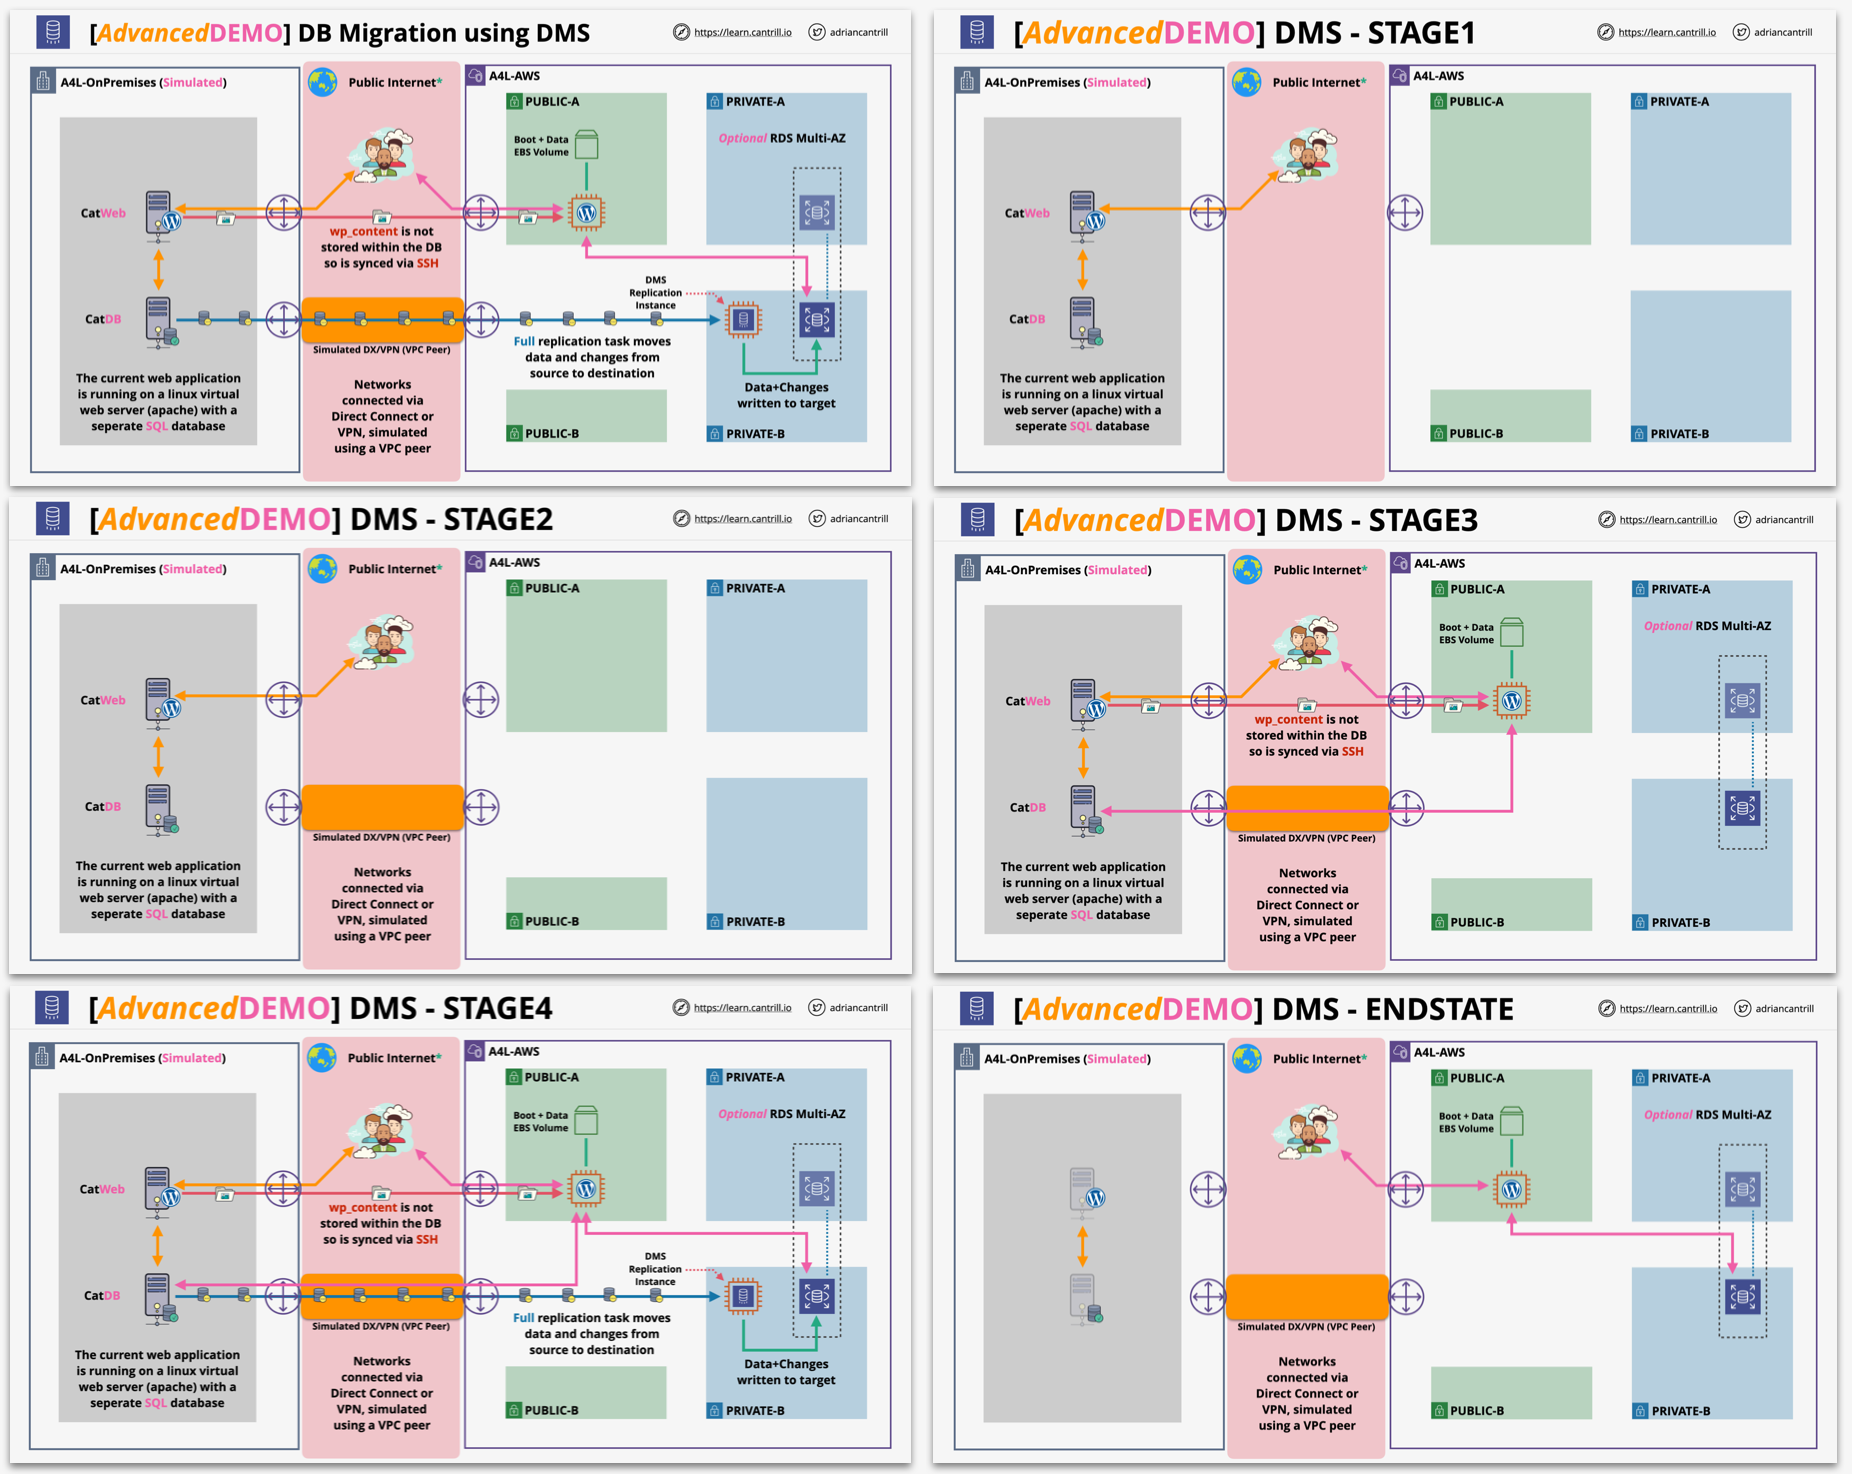 [AdvancedDEMO] DB Migration using DMS
https://learn.cantrill.io
adriancantrill
A4L-OnPremises (Simulated)
Public Internet*
A4L-AWS
PUBLIC-A
PRIVATE-A
Boot + Data
EBS Volume
Optional RDS Multi-AZ
CatWeb
wp_content is not
stored within the DB
so is synced via SSH
DMS
Replication
Instance
CatDB
Simulated DX/VPN (VPC Peer)
Full replication task moves
data and changes from
source to destination
The current web application
is running on a linux virtual
web server (apache) with a
seperate SQL database
Networks
connected via
Direct Connect or
VPN, simulated
using a VPC peer
Data+Changes
written to target
PUBLIC-B
PRIVATE-B
[AdvancedDEMO] DMS - STAGE1
https://learn.cantrill.io
adriancantrill
A4L-OnPremises (Simulated)
Public Internet*
A4L-AWS
PUBLIC-A
PRIVATE-A
CatWeb
CatDB
The current web application
is running on a linux virtual
web server (apache) with a
seperate SQL database
PUBLIC-B
PRIVATE-B
[AdvancedDEMO] DMS - STAGE2
https://learn.cantrill.io
adriancantrill
A4L-OnPremises (Simulated)
Public Internet*
A4L-AWS
PUBLIC-A
PRIVATE-A
CatWeb
CatDB
Simulated DX/VPN (VPC Peer)
The current web application
is running on a linux virtual
web server (apache) with a
seperate SQL database
Networks
connected via
Direct Connect or
VPN, simulated
using a VPC peer
PUBLIC-B
PRIVATE-B
[AdvancedDEMO] DMS - STAGE3
https://learn.cantrill.io
adriancantrill
A4L-OnPremises (Simulated)
Public Internet*
A4L-AWS
PUBLIC-A
PRIVATE-A
Boot + Data
EBS Volume
Optional RDS Multi-AZ
CatWeb
wp_content is not
stored within the DB
so is synced via SSH
CatDB
Simulated DX/VPN (VPC Peer)
The current web application
is running on a linux virtual
web server (apache) with a
seperate SQL database
Networks
connected via
Direct Connect or
VPN, simulated
using a VPC peer
PUBLIC-B
PRIVATE-B
[AdvancedDEMO] DMS - STAGE4
https://learn.cantrill.io
adriancantrill
A4L-OnPremises (Simulated)
Public Internet*
A4L-AWS
PUBLIC-A
PRIVATE-A
Boot + Data
EBS Volume
Optional RDS Multi-AZ
CatWeb
wp_content is not
stored within the DB
so is synced via SSH
DMS
Replication
Instance
CatDB
Simulated DX/VPN (VPC Peer)
Full replication task moves
data and changes from
source to destination
The current web application
is running on a linux virtual
web server (apache) with a
seperate SQL database
Networks
connected via
Direct Connect or
VPN, simulated
using a VPC peer
Data+Changes
written to target
PUBLIC-B
PRIVATE-B
[AdvancedDEMO] DMS - ENDSTATE
https://learn.cantrill.io
adriancantrill
A4L-OnPremises (Simulated)
Public Internet*
A4L-AWS
PUBLIC-A
PRIVATE-A
Boot + Data
EBS Volume
Optional RDS Multi-AZ
Simulated DX/VPN (VPC Peer)
Networks
connected via
Direct Connect or
VPN, simulated
using a VPC peer
PUBLIC-B
PRIVATE-B